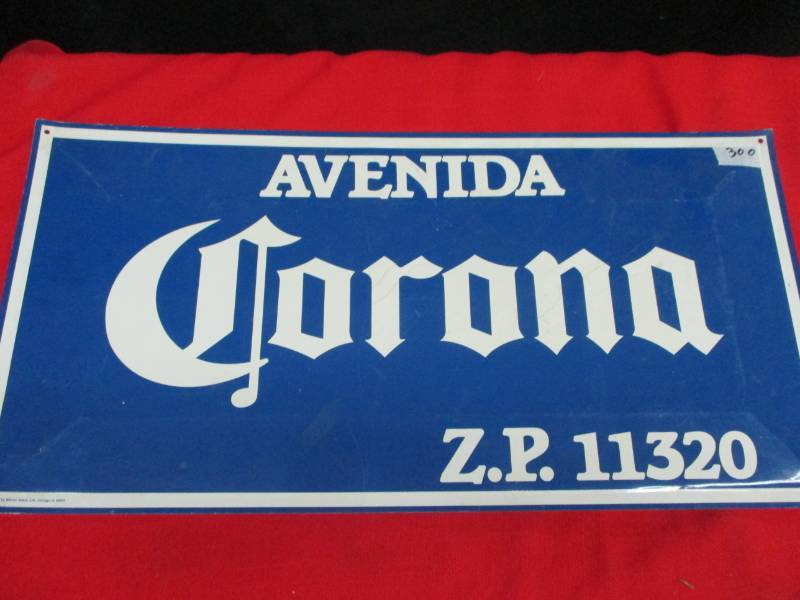 AVENIDA
300
Corona
Z.P. 11320